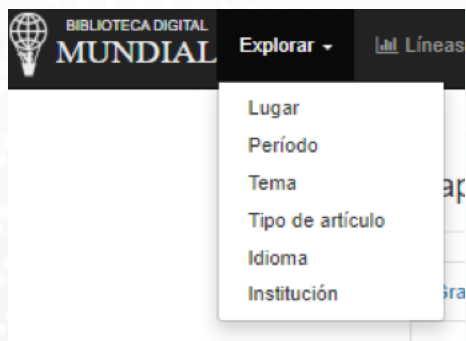 BIBLIOTECA DIGITAL
MUNDIAL
Explorar
Líneas
Lugar
Período
Tema
Tipo de artículo
Idioma
Institución